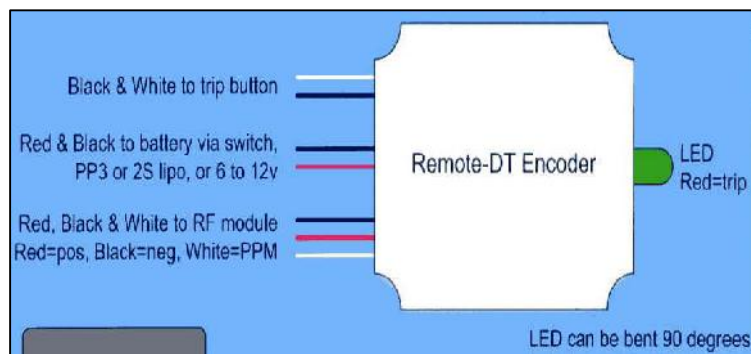 Black & White to trip button
Red & Black to battery via switch,
PP3 or 2S lipo, or 6 to 12v
Red, Black & White to RF module
Red=pos, Black=neg, White=PPM
Remote-DT Encoder
LED
Red=trip
LED can be bent 90 degrees